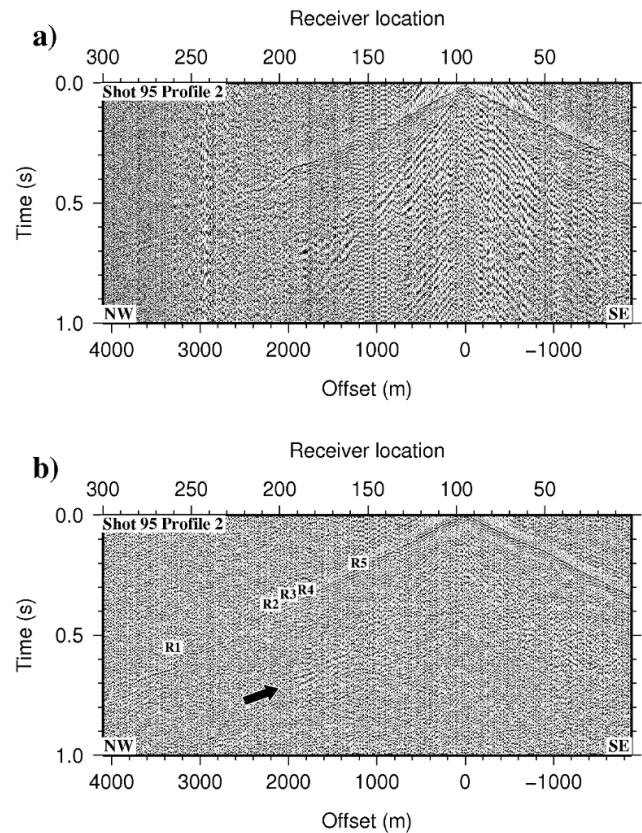 Receiver location
a)
300 250 200 150 100 50
0.0
Shot 95 Profile 2
Time (s)
0.5
NW SE
1.0
4000 3000 2000 1000 0 −1000
Offset (m)
Receiver location
b)
300 250 200 150 100 50
0.0
Shot 95 Profile 2
R5
R2 R3 R4
Time (s)
0.5
R1
NW SE
1.0
4000 3000 2000 1000 0 −1000
Offset (m)